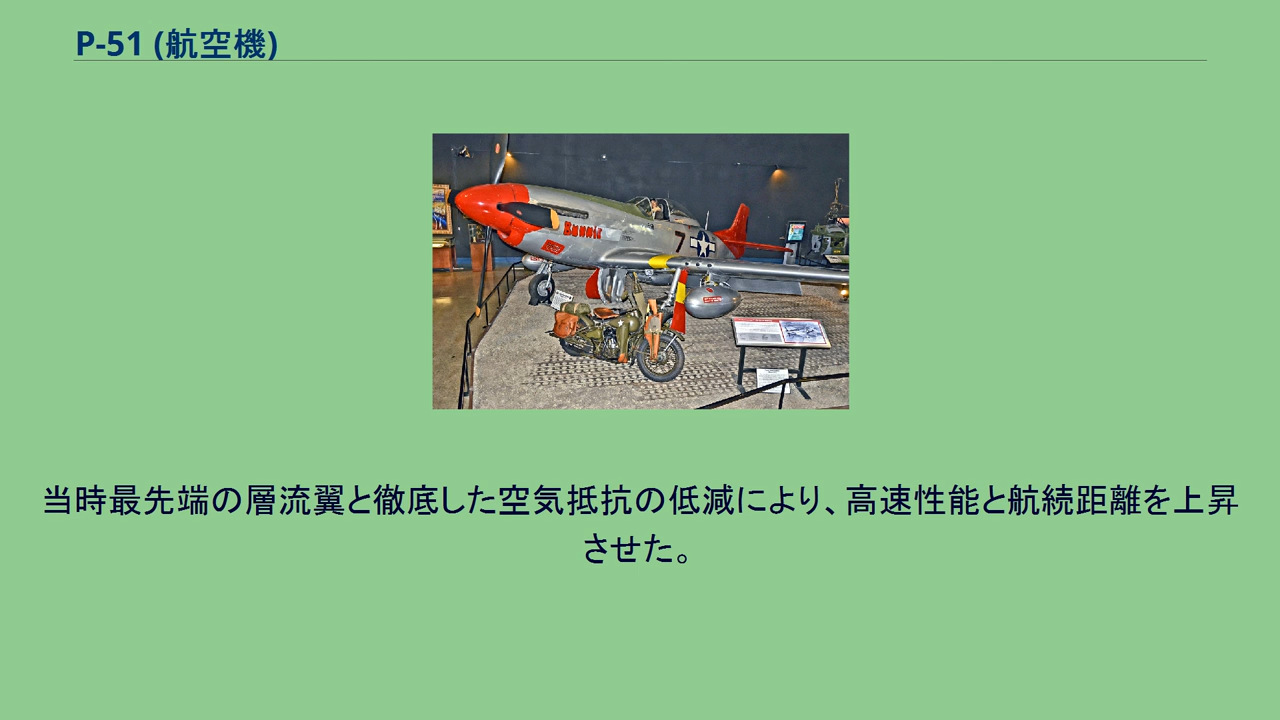 P-51 (航空機)
Bunnie
7
当時最先端の層流翼と徹底した空気抵抗の低減により、高速性能と航続距離を上昇
させた。